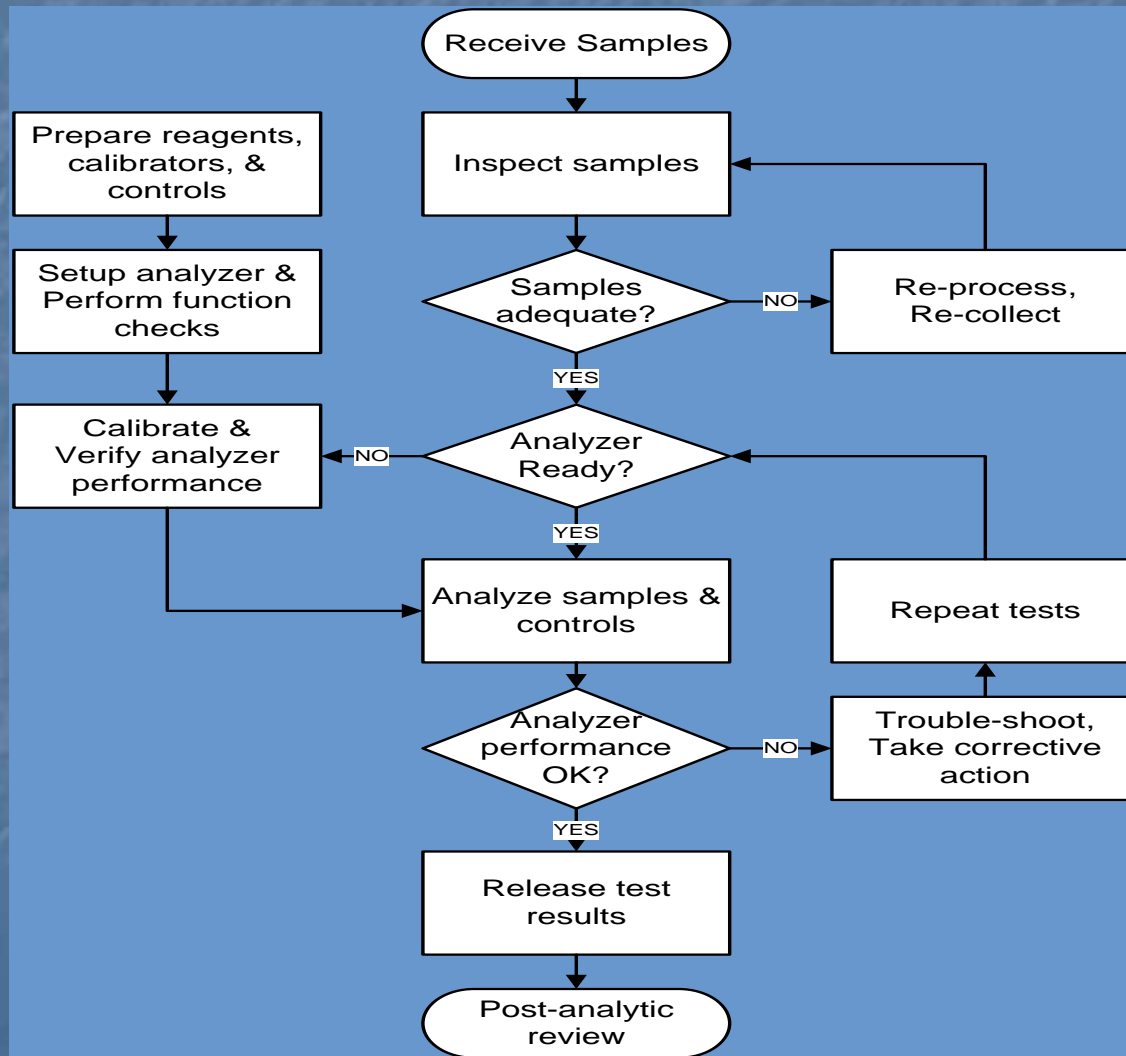 Receive Samples
Prepare reagents,
calibrators, &
controls
Inspect samples
Setup analyzer &
Perform function
checks
Samples
adequate?
NO
Re-process,
Re-collect
YES
Calibrate &
Verify analyzer
performance
NO
Analyzer
Ready?
YES
Analyze samples &
controls
Repeat tests
Analyzer
performance
OK?
NO
Trouble-shoot,
Take corrective
action
YES
Release test
results
Post-analytic
review